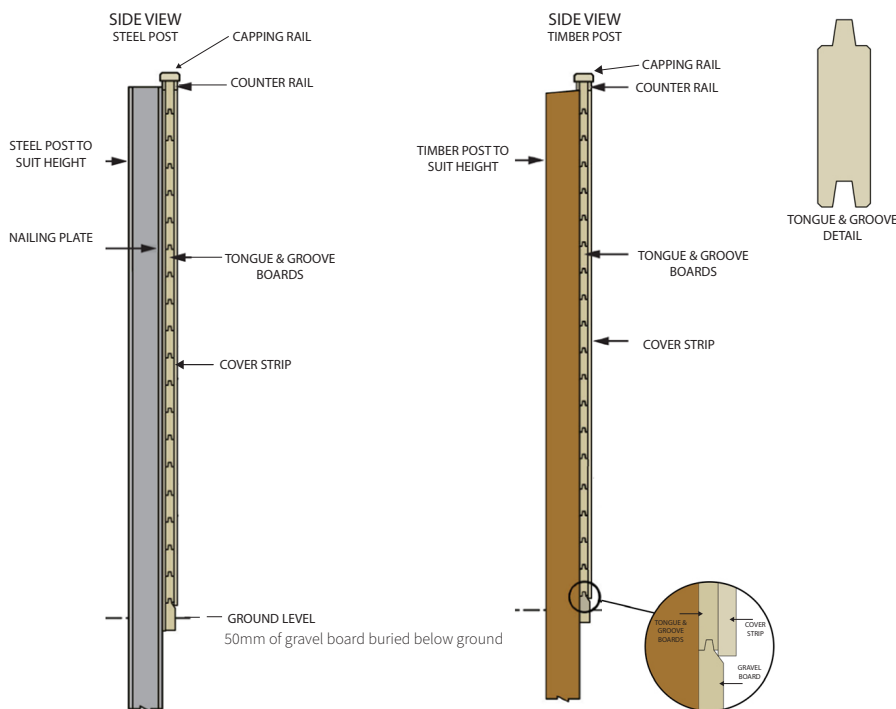 SIDE VIEW
STEEL POST
CAPPING RAIL
COUNTER RAIL
STEEL POST TO
SUIT HEIGHT
NAILING PLATE
TONGUE & GROOVE
BOARDS
COVER STRIP
GROUND LEVEL
50mm of gravel board buried below ground
SIDE VIEW
TIMBER POST
CAPPING RAIL
COUNTER RAIL
TIMBER POST TO
SUIT HEIGHT
TONGUE & GROOVE
BOARDS
COVER STRIP
TONGUE &
GROOVE
BOARDS
COVER
STRIP
GRAVEL
BOARD
TONGUE & GROOVE
DETAIL